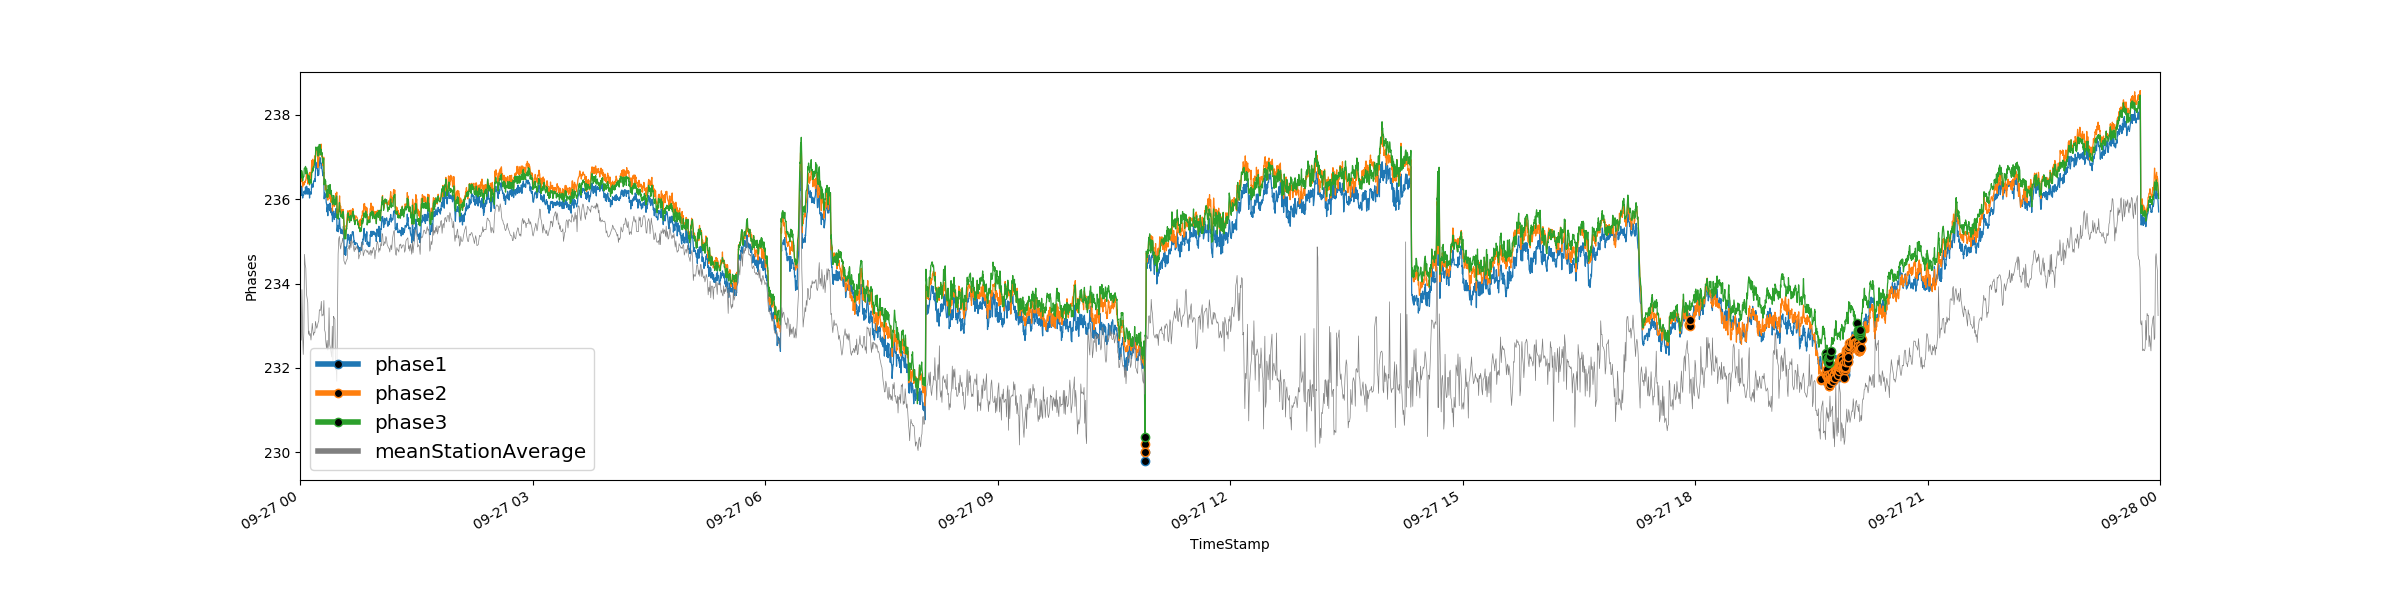 238
236
234
232
230
Phases
phase1
phase2
phase3
meanStationAverage
09-27 00
09-27 03
09-27 06
09-27 09
09-27 12
09-27 15
09-27 18
09-27 21
09-28 00
TimeStamp